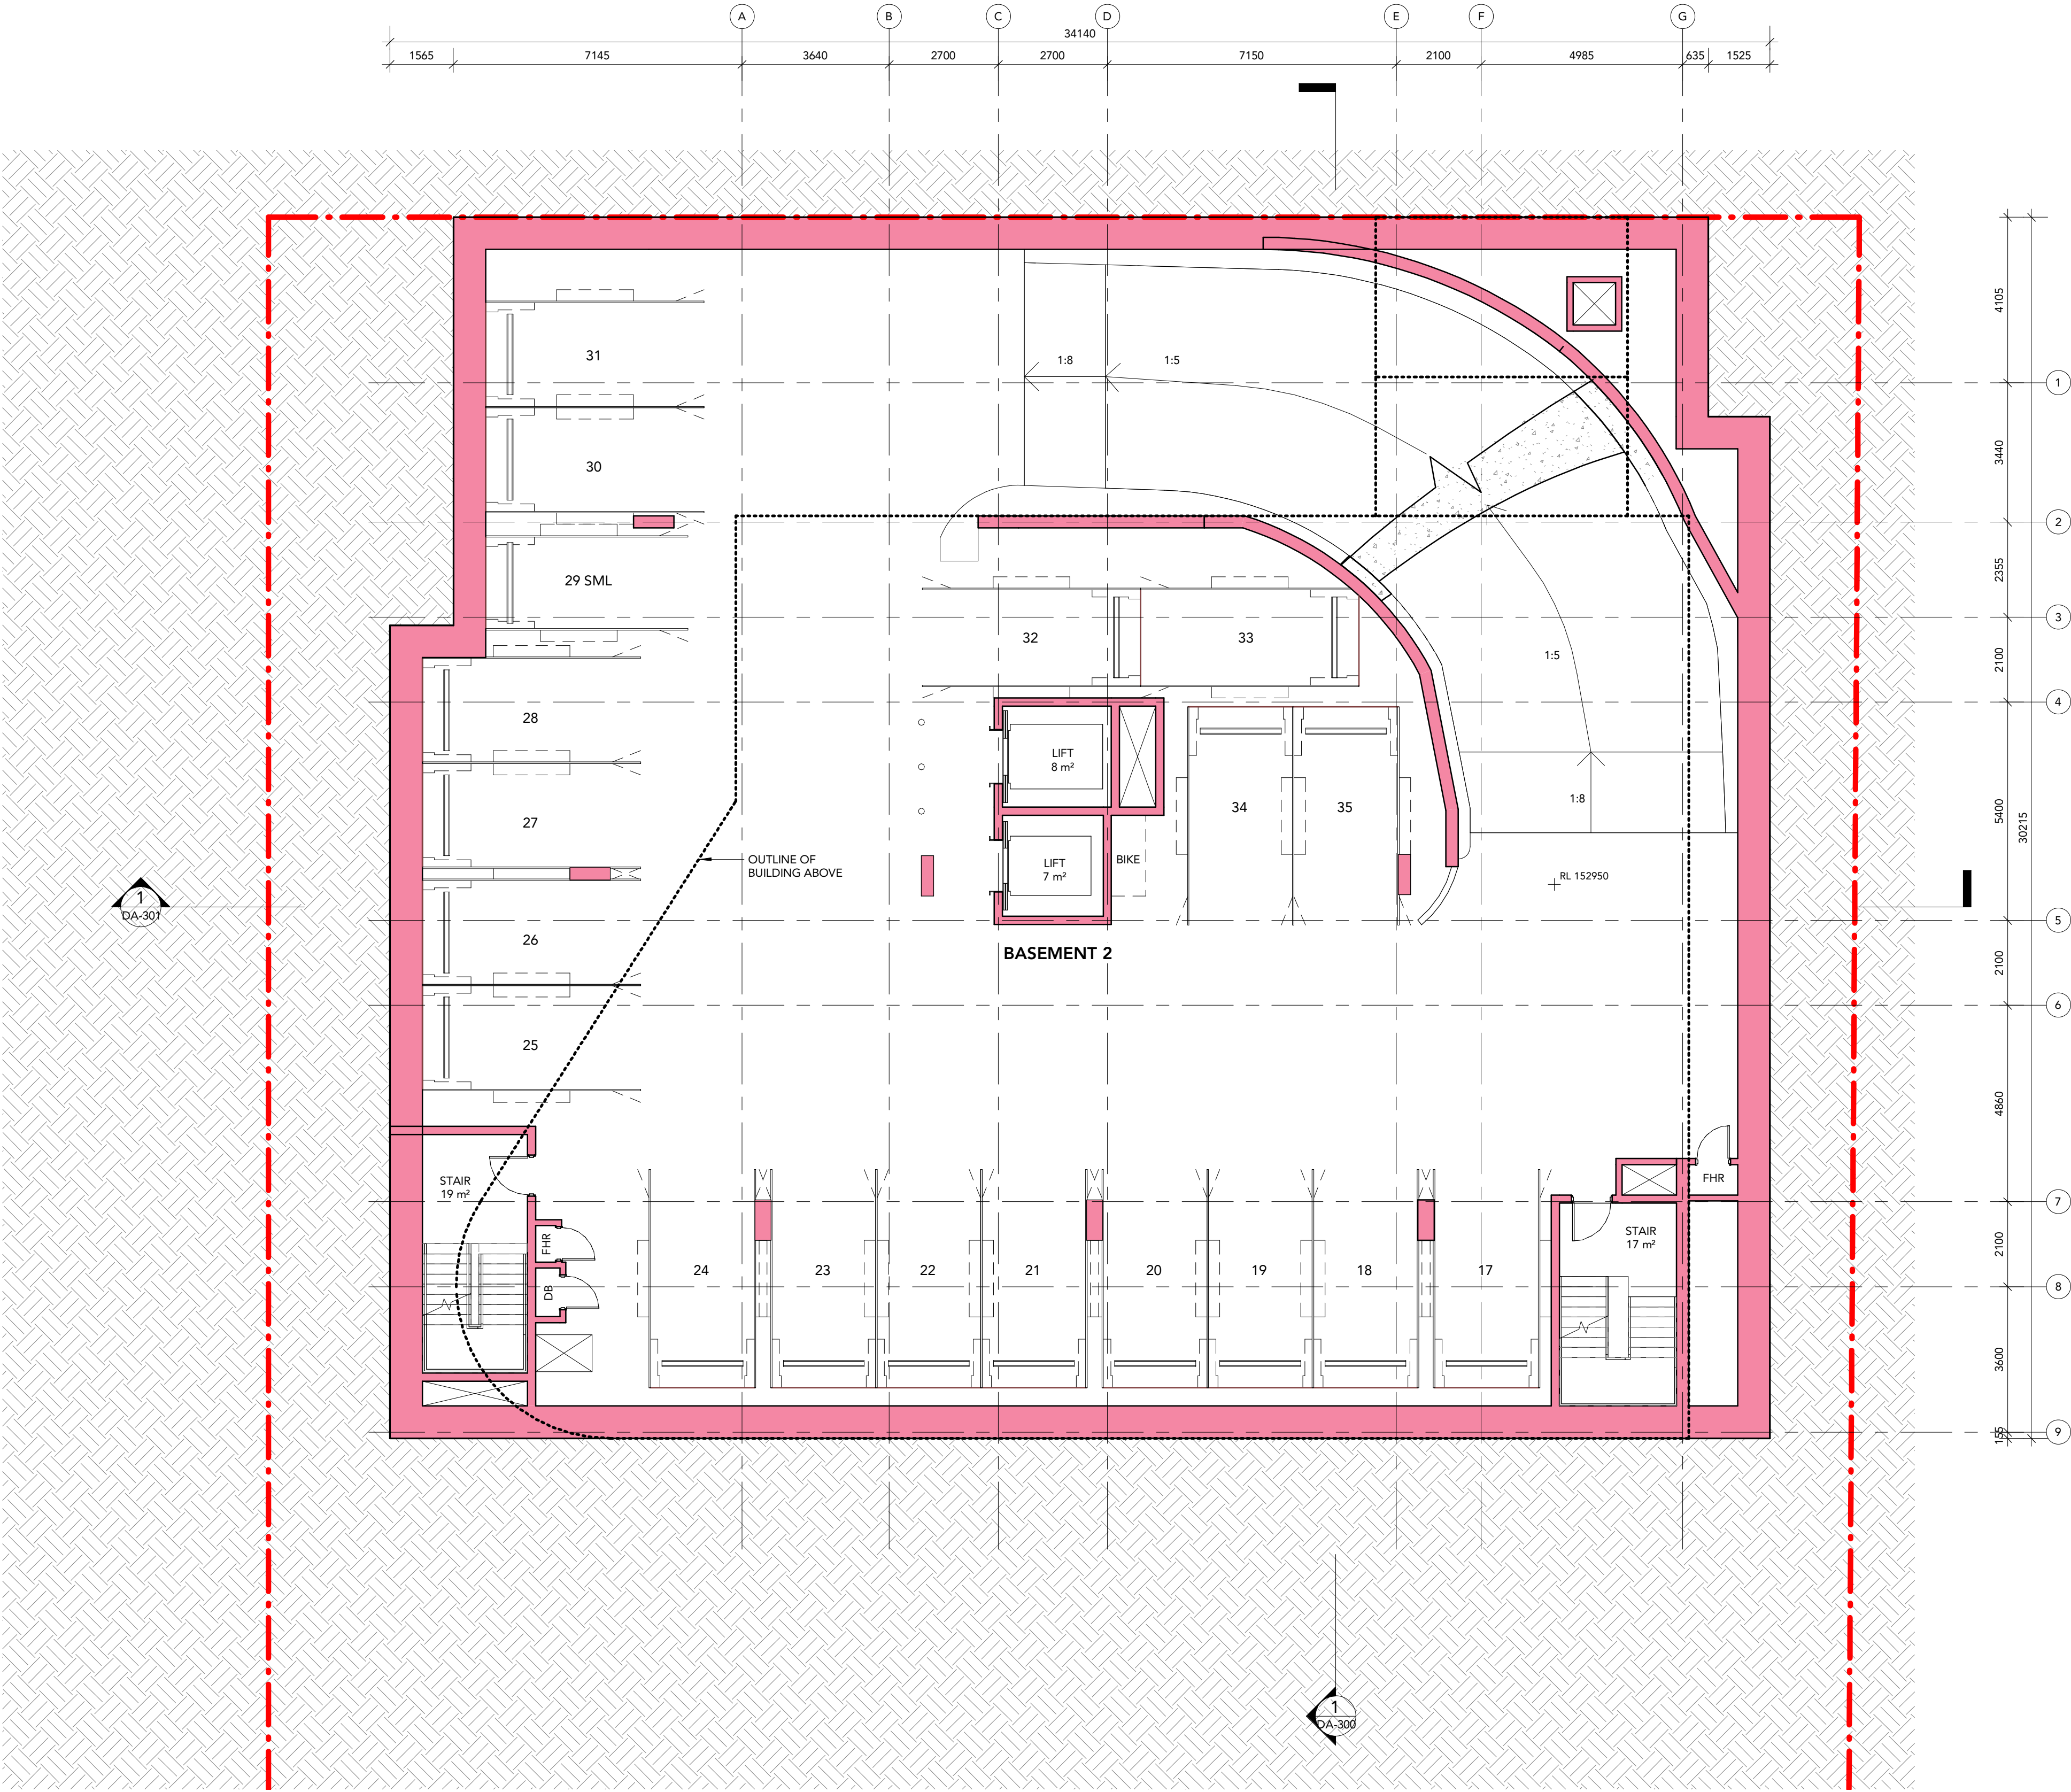 A
B
C
D
E
F
G
34140
1565
7145
3640
2700
2700
7150
2100
4985
635
1525
4105
31
1:8
1:5
1
30
3440
2
29 SML
2355
3
32
33
1:5
2100
4
28
LIFT
8 m²
34
35
1:8
27
5400
30215
OUTLINE OF
BUILDING ABOVE
LIFT
7 m²
BIKE
RL 152950
1
DA-301
26
5
BASEMENT 2
2100
6
25
4860
STAIR
19 m²
FHR
7
STAIR
17 m²
FHR
2100
24
23
22
21
20
19
18
17
8
DB
3600
155
9
1
DA-300